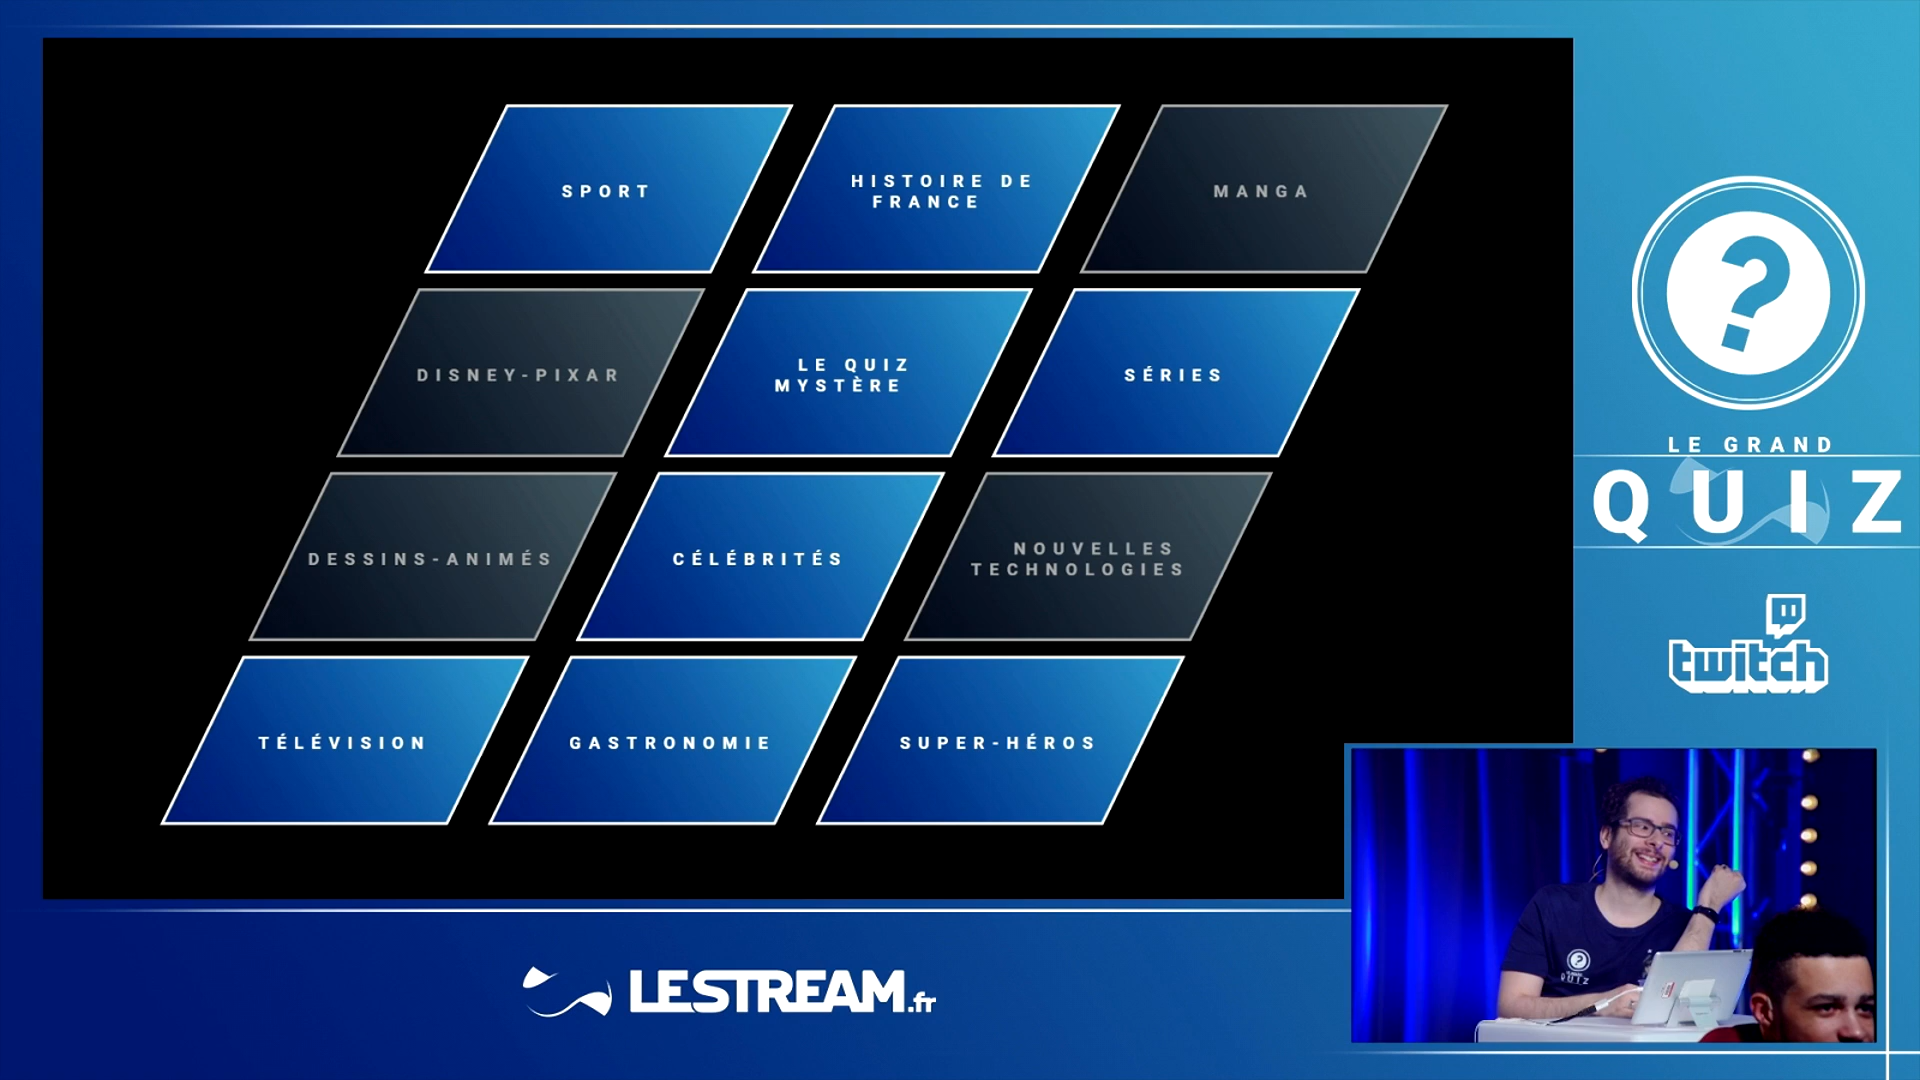 SPORT
HISTOIRE DE
FRANCE
MANGA
DISNEY-PIXAR
LE QUIZ
MYSTÈRE
SÉRIES
DESSINS-ANIMÉS
CÉLÉBRITÉS
NOUVELLES
TECHNOLOGIES
TÉLÉVISION
GASTRONOMIE
SUPER-HÉROS
?
LE GRAND
QUIZ
twitch
LESTREAM.fr
?
QUIZ